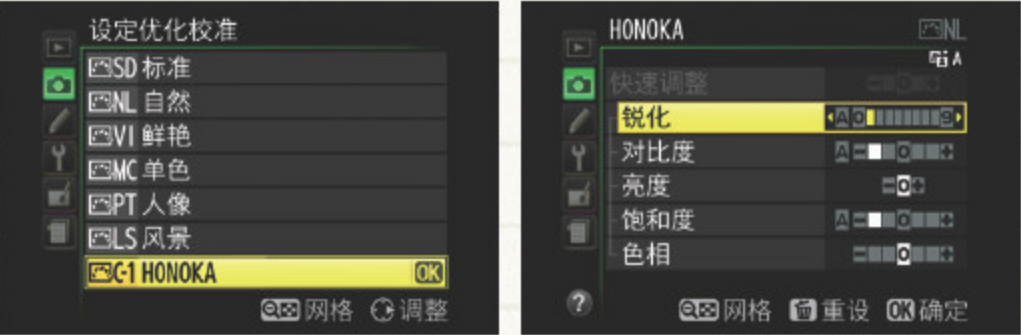 设定优化校准
SD 标准
NL 自然
VI 鲜艳
MC 单色
PT 人像
LS 风景
C-1 HONOKA OK
网格 调整
HONOKA NL
A
快速调整
锐化 A 0 9
对比度 A - 0 +
亮度 - 0 +
饱和度 A - 0 +
色相 - 0 +
? 网格 重设 OK 确定